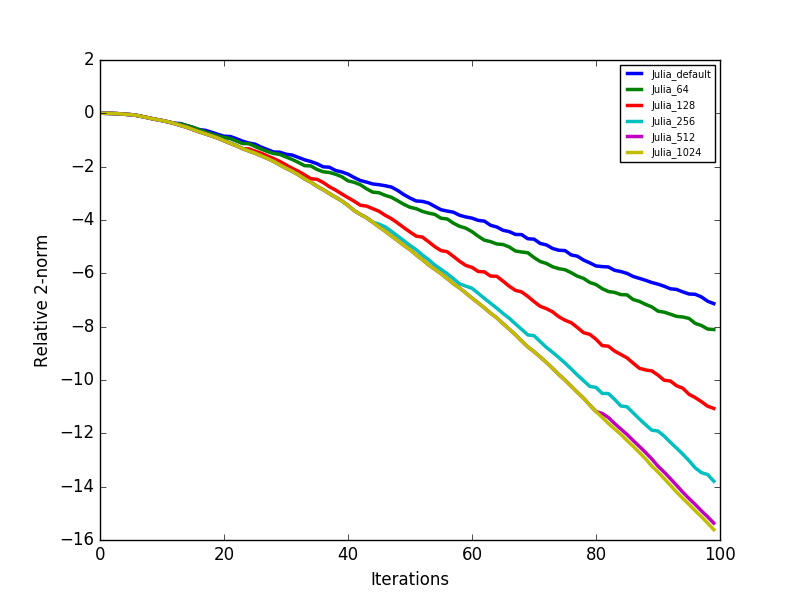 2
0
−2
−4
−6
−8
−10
−12
−14
−16
0 20 40 60 80 100
Relative 2-norm
Iterations
Julia_default
Julia_64
Julia_128
Julia_256
Julia_512
Julia_1024